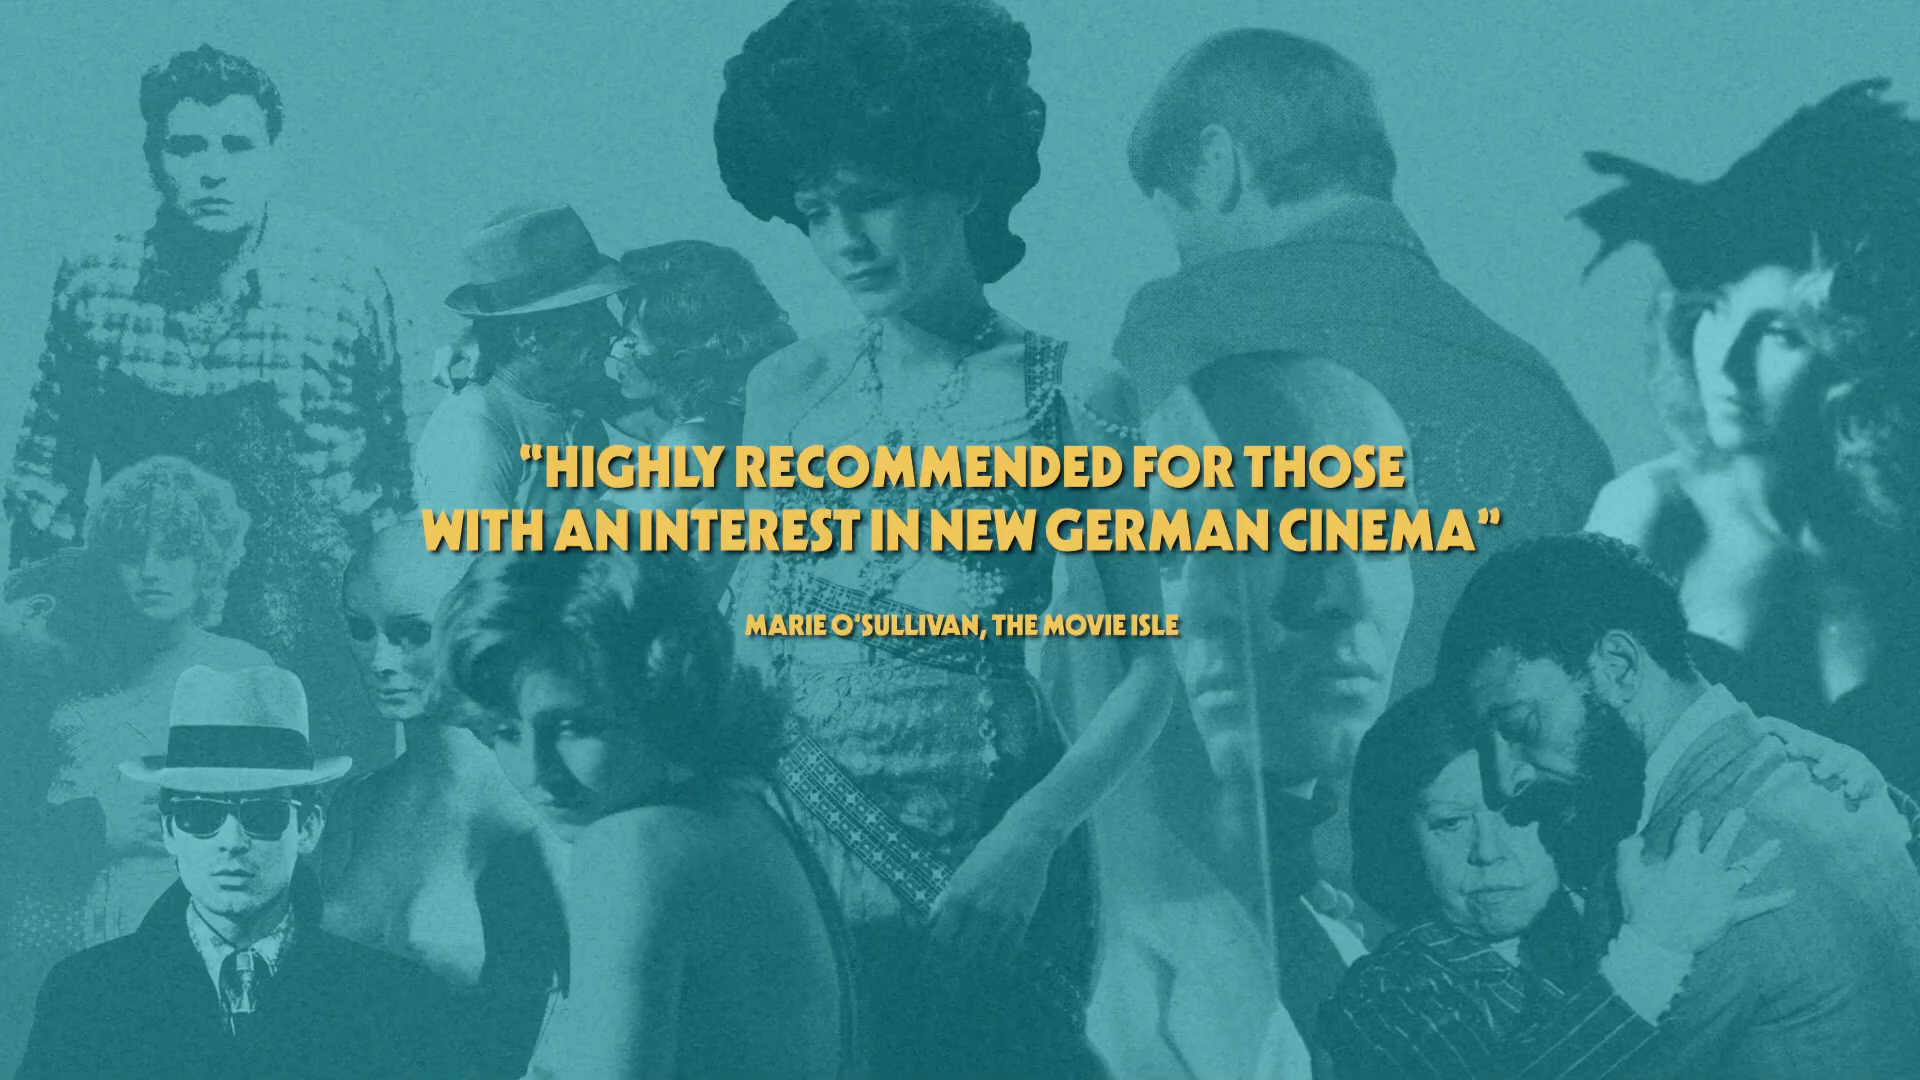 “HIGHLY RECOMMENDED FOR THOSE
WITH AN INTEREST IN NEW GERMAN CINEMA”
MARIE O'SULLIVAN, THE MOVIE ISLE